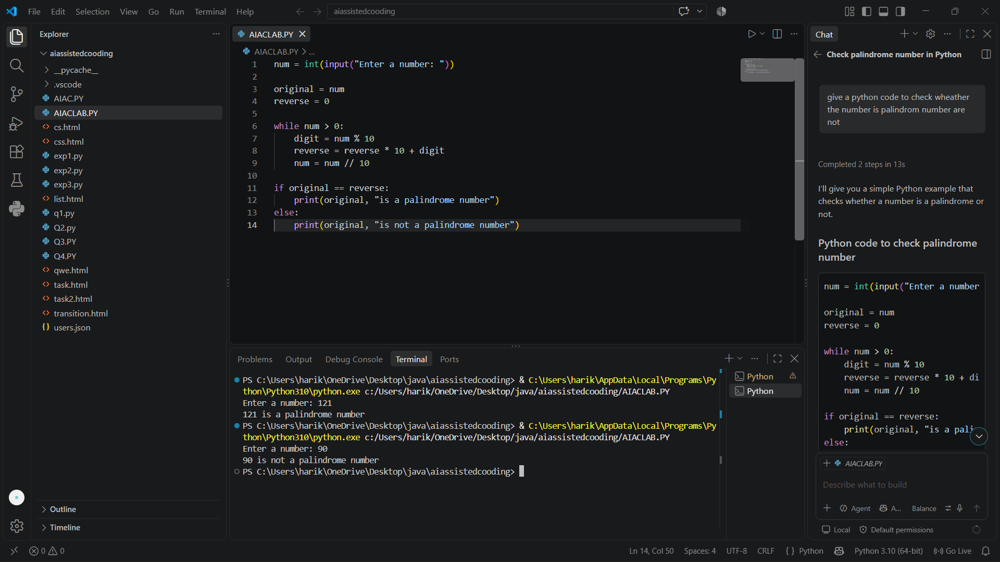 File Edit Selection View Go Run Terminal Help
aiassistedcooding
Explorer
aiassistedcooding
__pycache__
.vscode
AIAC.PY
AIACLAB.PY
cs.html
css.html
exp1.py
exp2.py
exp3.py
list.html
q1.py
Q2.py
Q3.PY
Q4.PY
qwe.html
task.html
task2.html
transition.html
users.json
Outline
Timeline
AIACLAB.PY
AIACLAB.PY > ...
1 num = int(input("Enter a number: "))
2
3 original = num
4 reverse = 0
5
6 while num > 0:
7     digit = num % 10
8     reverse = reverse * 10 + digit
9     num = num // 10
10
11 if original == reverse:
12     print(original, "is a palindrome number")
13 else:
14     print(original, "is not a palindrome number")
Problems Output Debug Console Terminal Ports
PS C:\Users\harik\OneDrive\Desktop\java\aiassistedcooding> & C:\Users\harik\AppData\Local\Programs\Py
thon\Python310\python.exe c:/Users/harik/OneDrive/Desktop/java/aiassistedcooding/AIACLAB.PY
Enter a number: 121
121 is a palindrome number
PS C:\Users\harik\OneDrive\Desktop\java\aiassistedcooding> & C:\Users\harik\AppData\Local\Programs\Py
thon\Python310\python.exe c:/Users/harik/OneDrive/Desktop/java/aiassistedcooding/AIACLAB.PY
Enter a number: 90
90 is not a palindrome number
PS C:\Users\harik\OneDrive\Desktop\java\aiassistedcooding>
Python
Python
Chat
Check palindrome number in Python
give a python code to check wheather
the number is palindrom number are
not
Completed 2 steps in 13s
I'll give you a simple Python example that
checks whether a number is a palindrome or
not.
Python code to check palindrome
number
num = int(input("Enter a number
original = num
reverse = 0
while num > 0:
    digit = num % 10
    reverse = reverse * 10 + di
    num = num // 10
if original == reverse:
    print(original, "is a pali
else:
AIACLAB.PY
Describe what to build
Agent A... Balance
Local Default permissions
0 0
Ln 14, Col 50 Spaces: 4 UTF-8 CRLF { } Python Python 3.10 (64-bit) Go Live